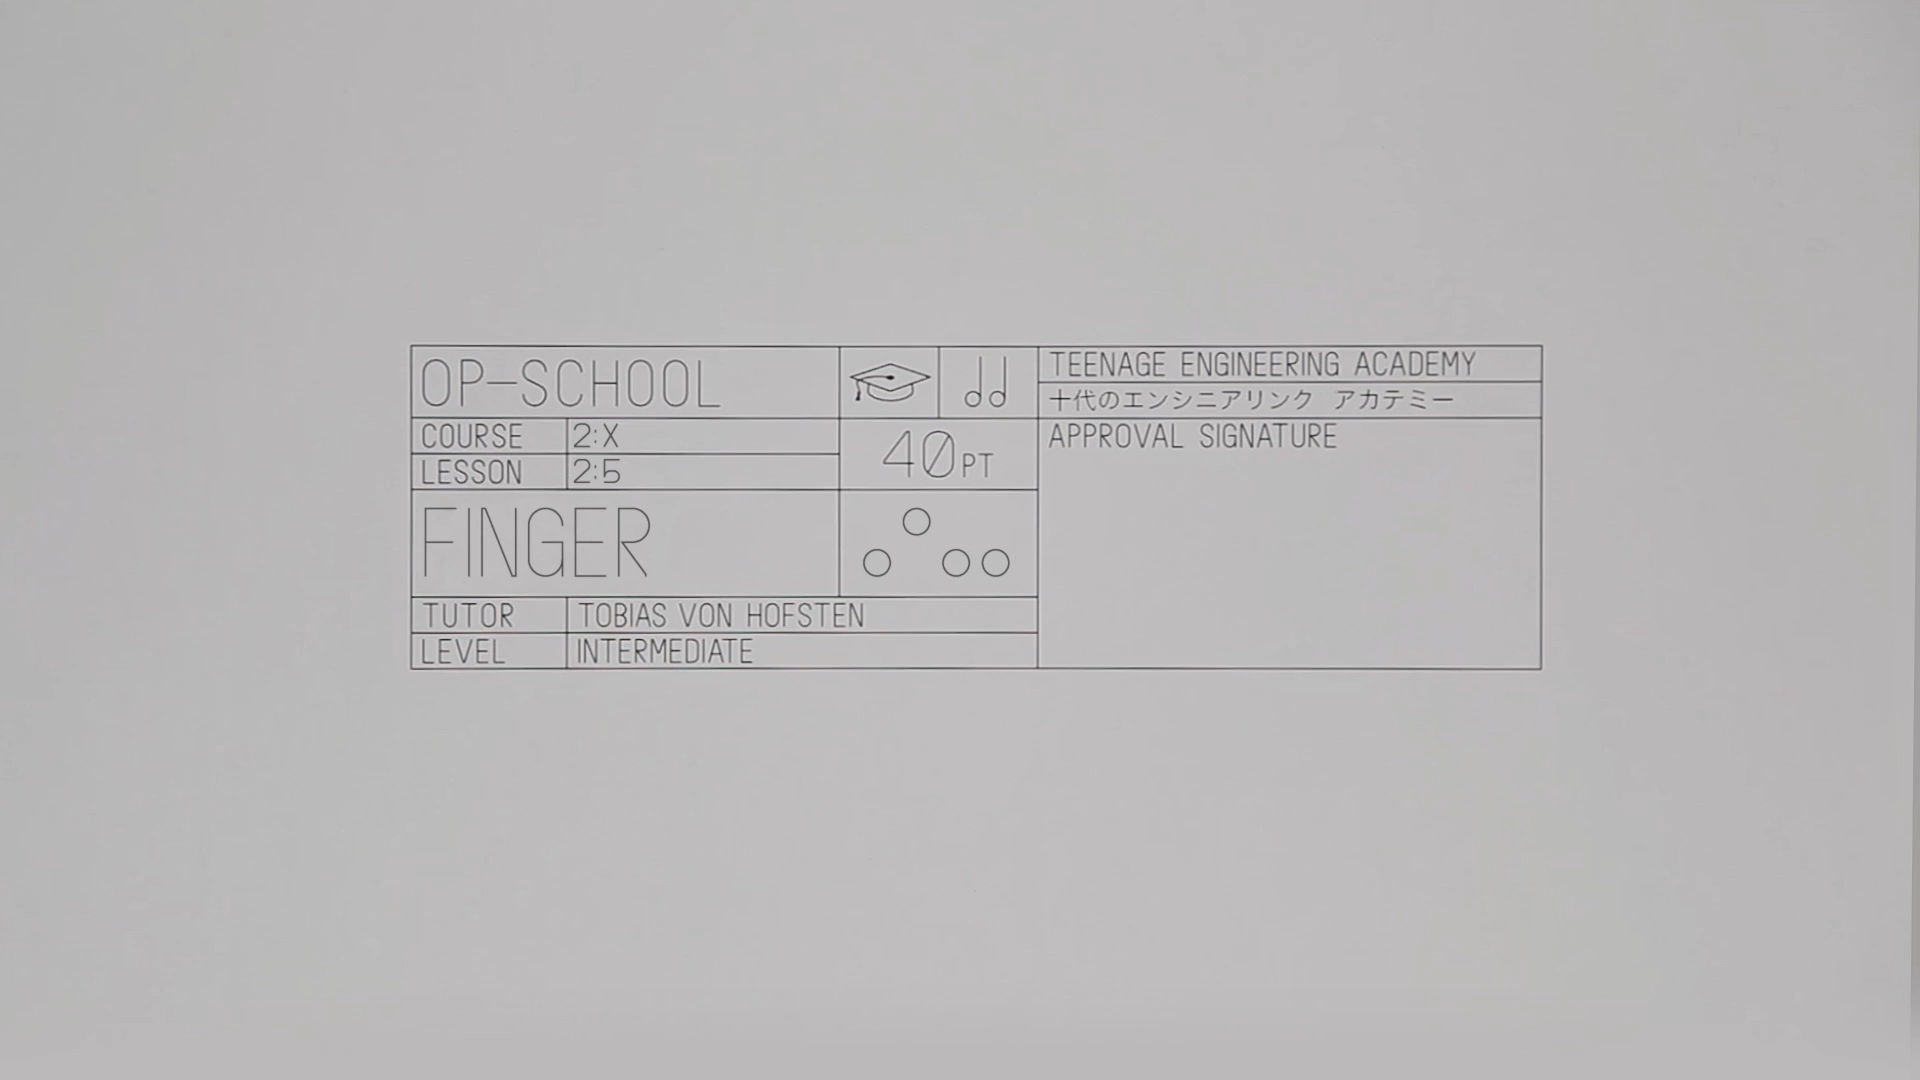 OP-SCHOOL
TEENAGE ENGINEERING ACADEMY
十代のエンシニアリンク アカテミー
COURSE 2:X
LESSON 2:5
40PT
APPROVAL SIGNATURE
FINGER
TUTOR TOBIAS VON HOFSTEN
LEVEL INTERMEDIATE